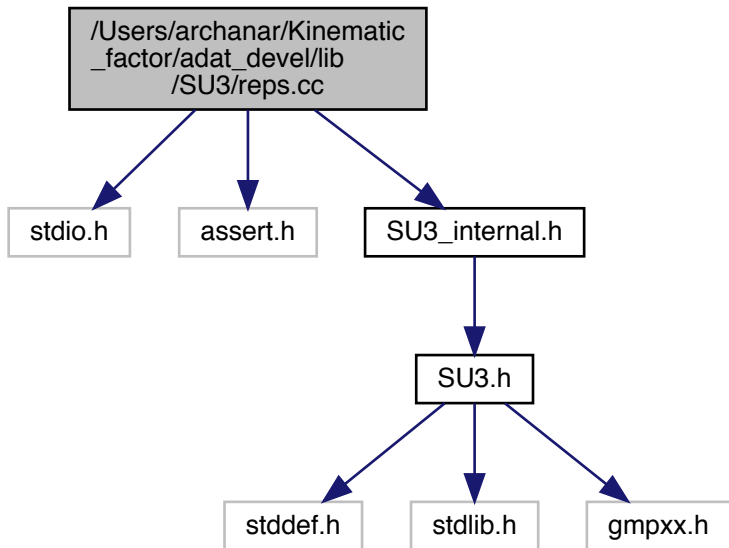 /Users/archanar/Kinematic
_factor/adat_devel/lib
/SU3/reps.cc
stdio.h
assert.h
SU3_internal.h
SU3.h
stddef.h
stdlib.h
gmpxx.h